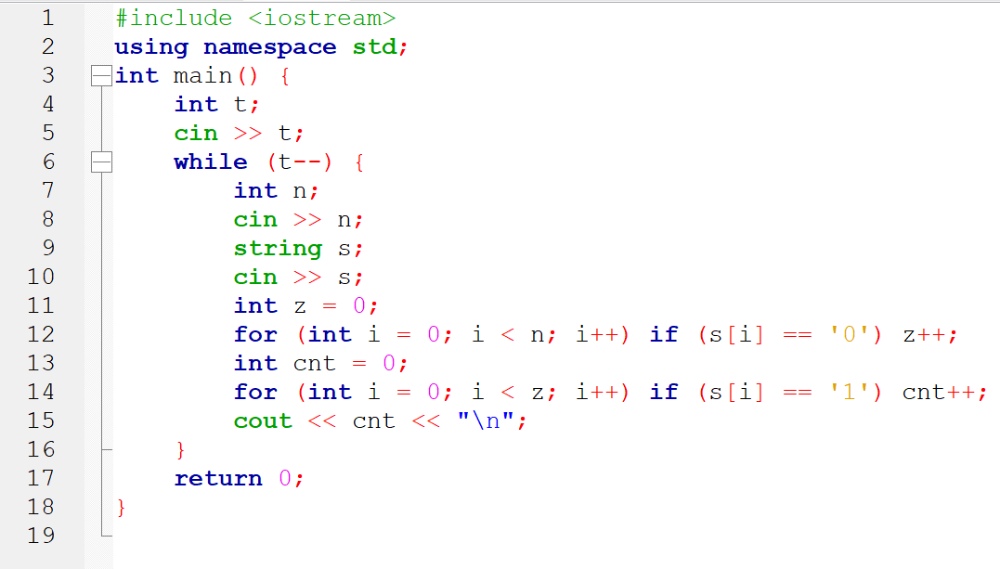 1 #include <iostream>
2 using namespace std;
3 int main() {
4 int t;
5 cin >> t;
6 while (t--) {
7 int n;
8 cin >> n;
9 string s;
10 cin >> s;
11 int z = 0;
12 for (int i = 0; i < n; i++) if (s[i] == '0') z++;
13 int cnt = 0;
14 for (int i = 0; i < z; i++) if (s[i] == '1') cnt++;
15 cout << cnt << "\n";
16 }
17 return 0;
18 }
19